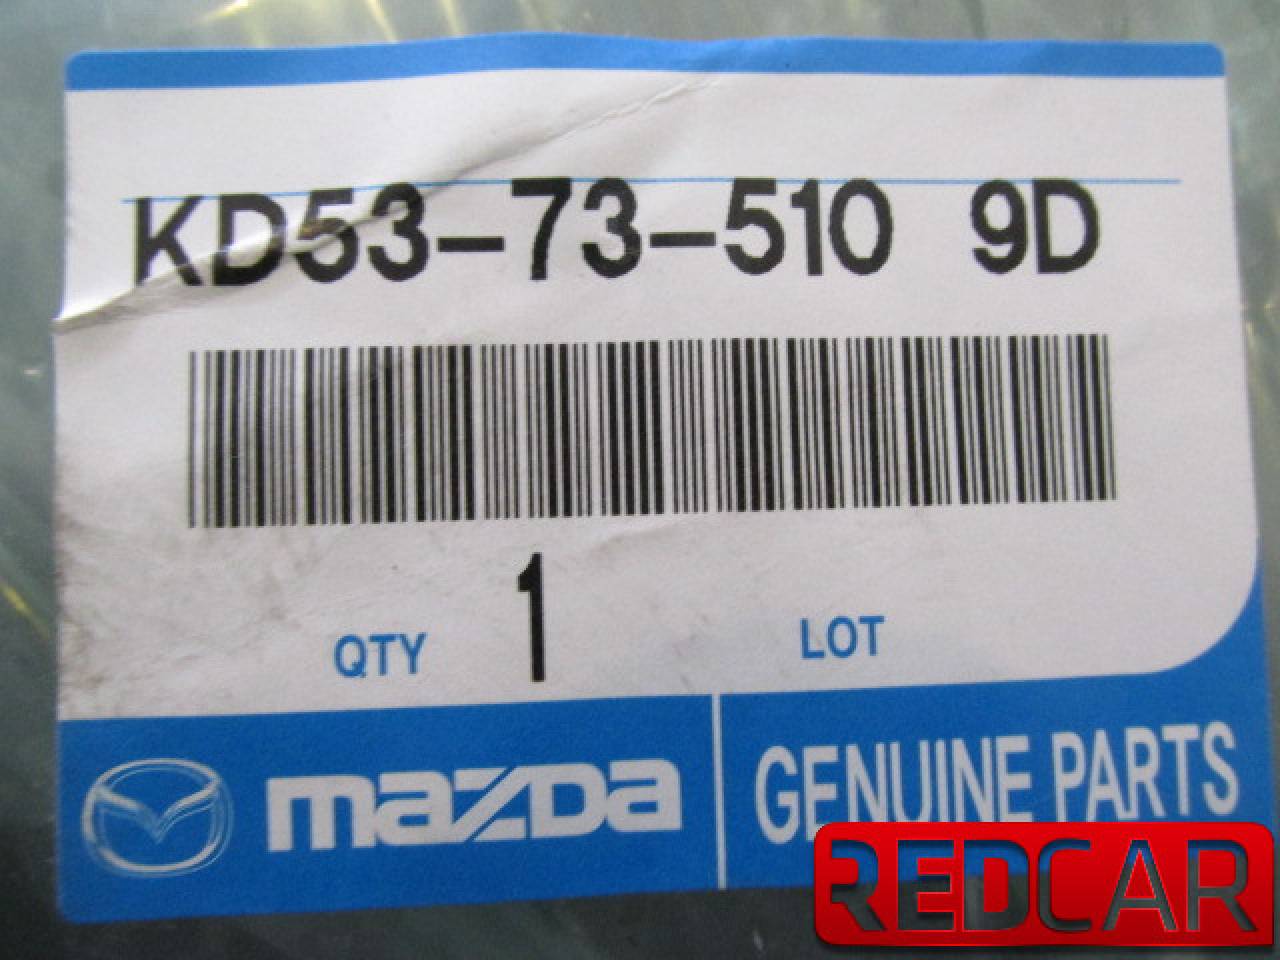 KD53-73-510 9D
QTY 1 LOT
mazda GENUINE PARTS
REDCAR